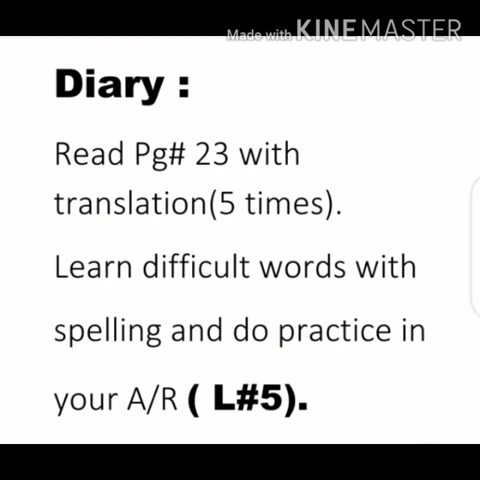 Made with KINEMASTER
Diary :
Read Pg# 23 with
translation(5 times).
Learn difficult words with
spelling and do practice in
your A/R ( L#5).